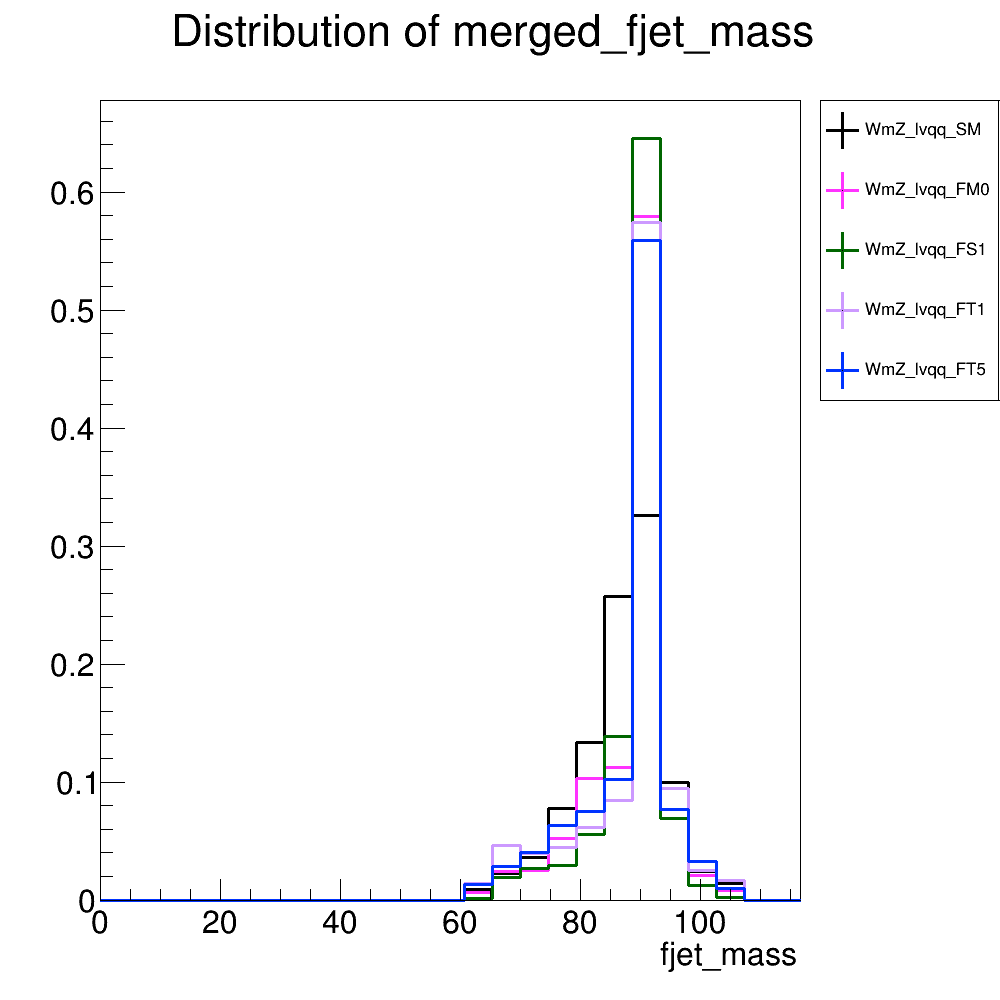 Distribution of merged_fjet_mass
WmZ_lvqq_SM
WmZ_lvqq_FM0
WmZ_lvqq_FS1
WmZ_lvqq_FT1
WmZ_lvqq_FT5
0.6
0.5
0.4
0.3
0.2
0.1
0
0 20 40 60 80 100
fjet_mass